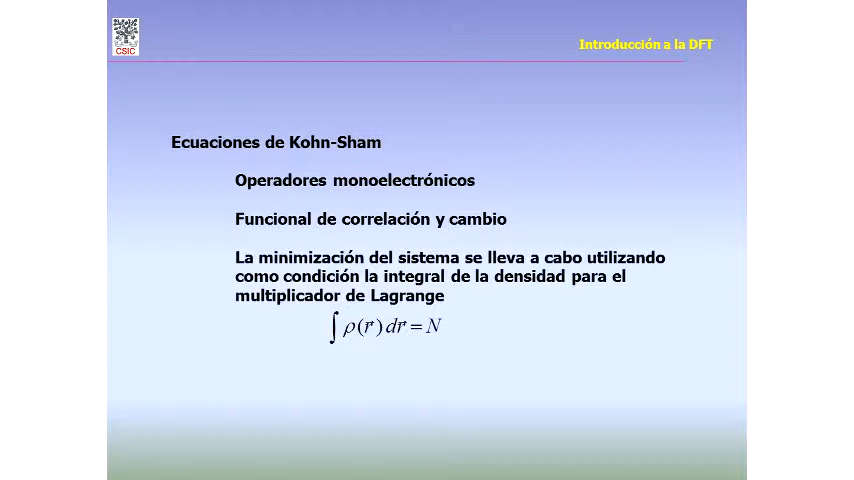 CSIC
Introducción a la DFT
Ecuaciones de Kohn-Sham
Operadores monoelectrónicos
Funcional de correlación y cambio
La minimización del sistema se lleva a cabo utilizando
como condición la integral de la densidad para el
multiplicador de Lagrange
∫ ρ(r⃗) dr⃗ = N